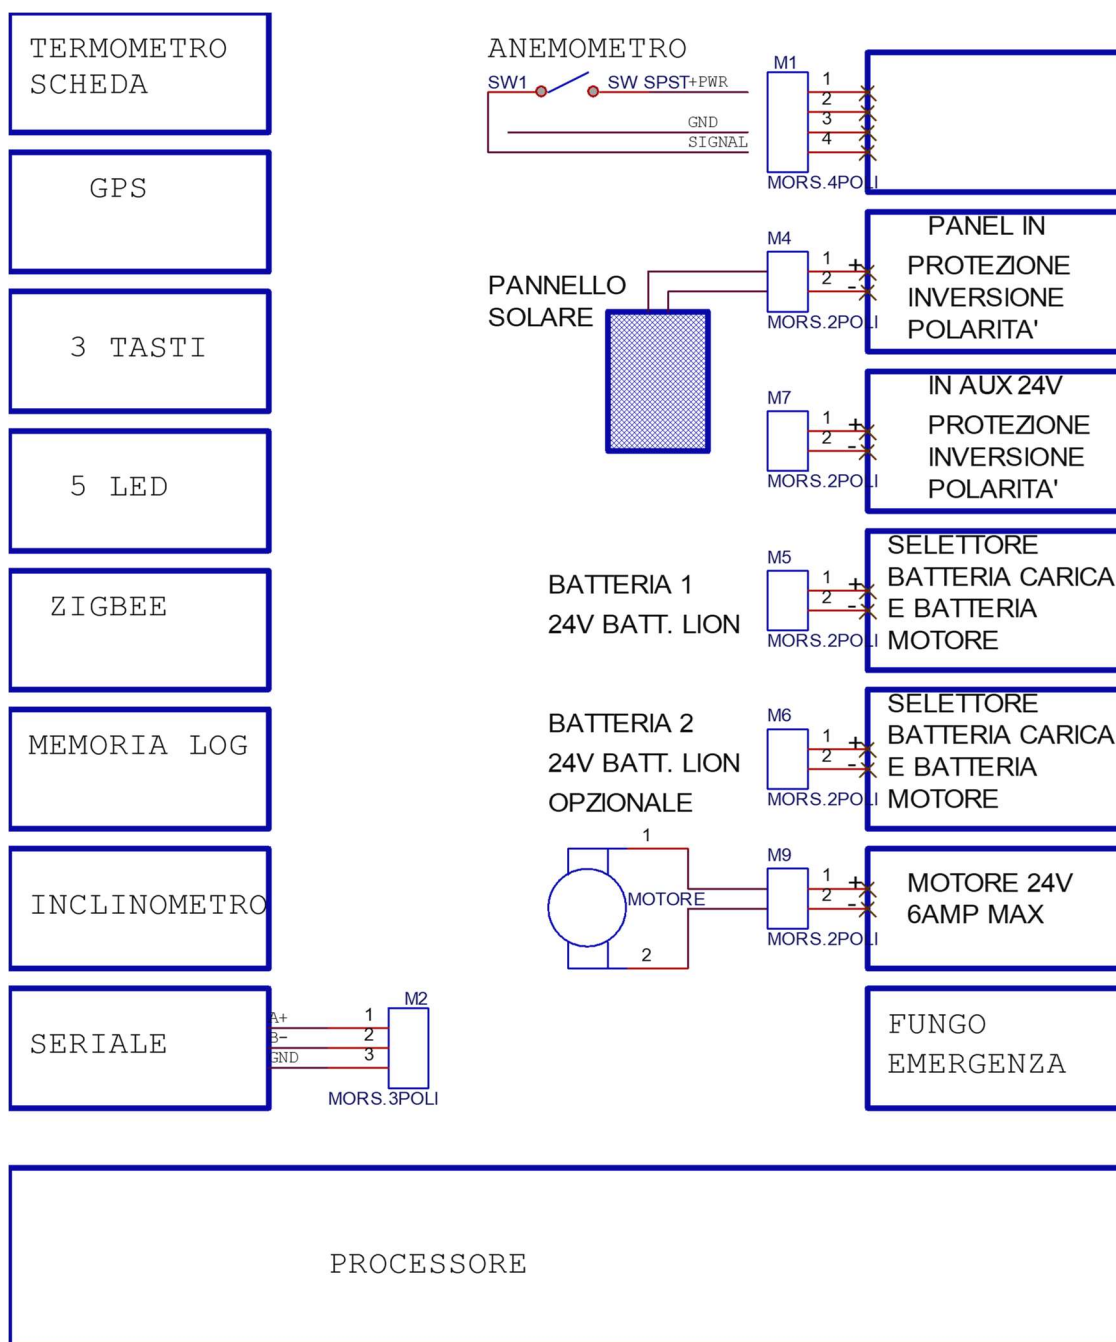 TERMOMETRO
SCHEDA
GPS
3 TASTI
5 LED
ZIGBEE
MEMORIA LOG
INCLINOMETRO
SERIALE
A+
B-
GND
1
2
3
M2
MORS.3POLI
ANEMOMETRO
SW1
SW SPST
+PWR
GND
SIGNAL
M1
1
2
3
4
MORS.4POLI
PANNELLO
SOLARE
M4
1 +
2 -
MORS.2POLI
PANEL IN
PROTEZIONE
INVERSIONE
POLARITA'
M7
1 +
2 -
MORS.2POLI
IN AUX 24V
PROTEZIONE
INVERSIONE
POLARITA'
BATTERIA 1
24V BATT. LION
M5
1 +
2 -
MORS.2POLI
SELETTORE
BATTERIA CARICA
E BATTERIA
MOTORE
BATTERIA 2
24V BATT. LION
OPZIONALE
M6
1 +
2 -
MORS.2POLI
SELETTORE
BATTERIA CARICA
E BATTERIA
MOTORE
1
MOTORE
2
M9
1 +
2 -
MORS.2POLI
MOTORE 24V
6AMP MAX
FUNGO
EMERGENZA
PROCESSORE